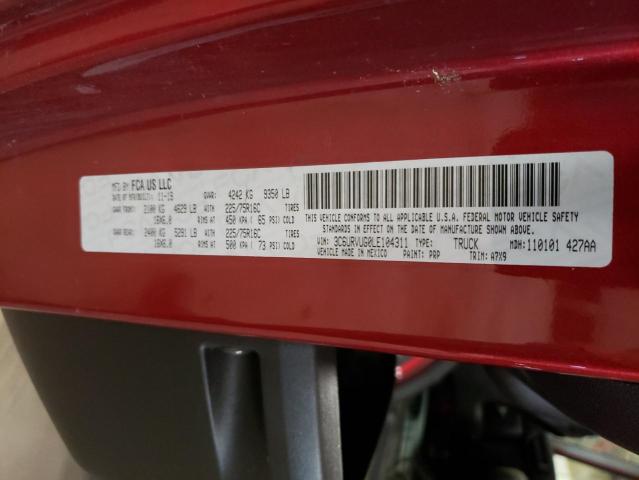 MFD BY: FCA US LLC
DATE OF MFR(BUILT): 11-19 GVWR: 4242 KG 9350 LB
GAWR FRONT: 2100 KG 4629 LB WITH 225/75R16C TIRES
16X6.0 RIMS AT 450 KPA ( 65 PSI) COLD
GAWR REAR: 2400 KG 5291 LB WITH 225/75R16C TIRES
16X6.0 RIMS AT 500 KPA ( 73 PSI) COLD
THIS VEHICLE CONFORMS TO ALL APPLICABLE U.S.A. FEDERAL MOTOR VEHICLE SAFETY
STANDARDS IN EFFECT ON THE DATE OF MANUFACTURE SHOWN ABOVE.
VIN: 3C6URVUG0LE104311 TYPE: TRUCK MDH:110101 427AA
VEHICLE MADE IN MEXICO PAINT: PRP TRIM: A7X9